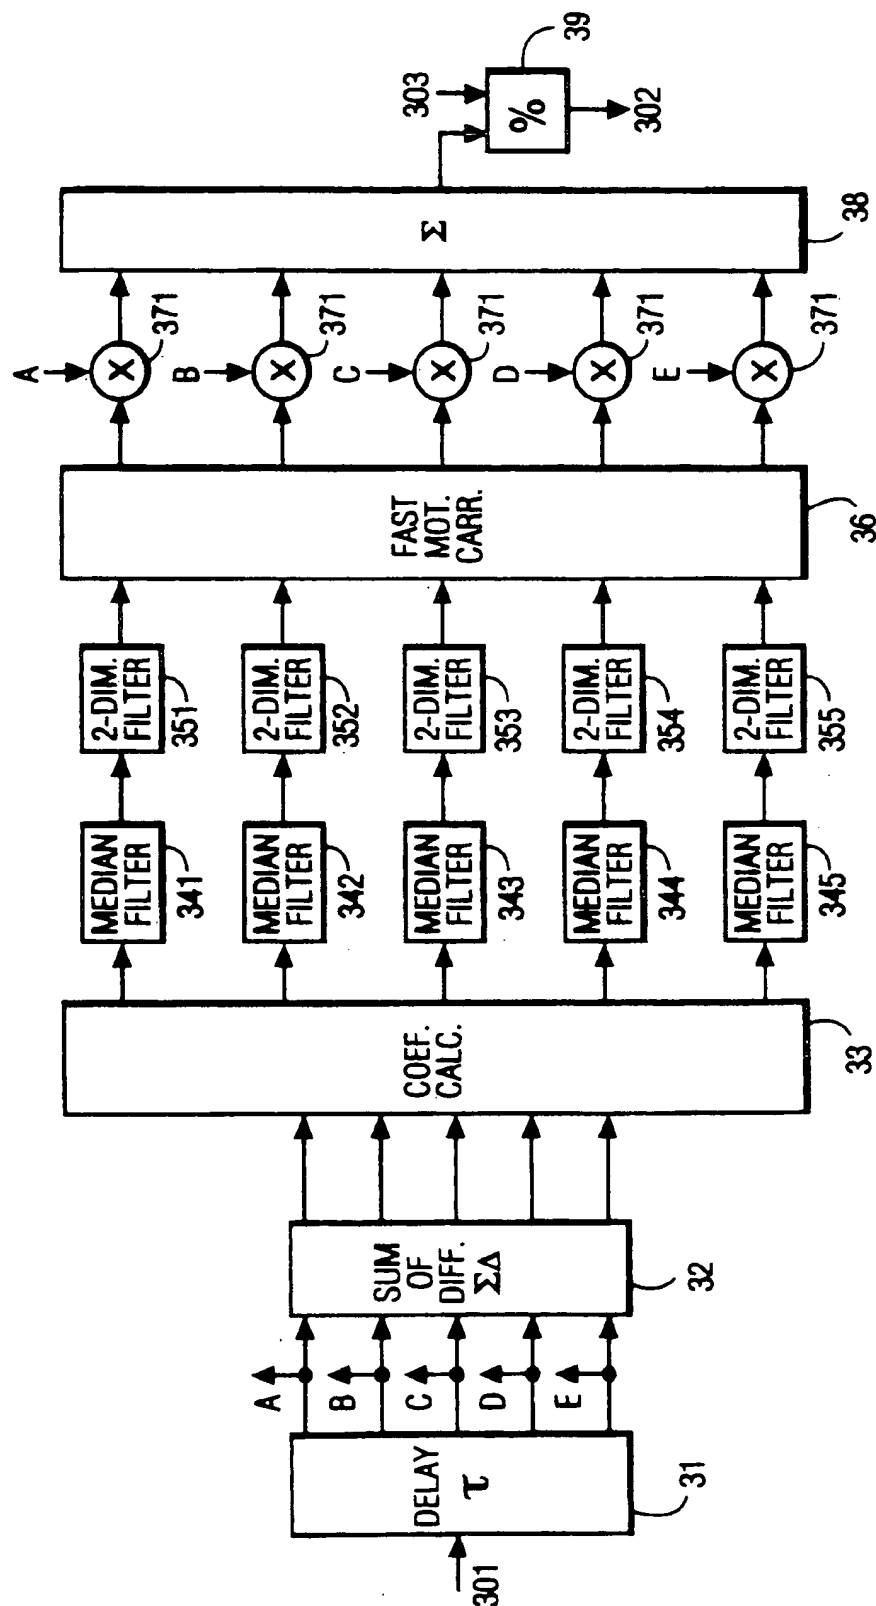 301
DELAY
τ
31
A
B
C
D
E
SUM
OF
DIFF.
ΣΔ
32
COEF.
CALC.
33
MEDIAN
FILTER
341
MEDIAN
FILTER
342
MEDIAN
FILTER
343
MEDIAN
FILTER
344
MEDIAN
FILTER
345
2-DIM.
FILTER
351
2-DIM.
FILTER
352
2-DIM.
FILTER
353
2-DIM.
FILTER
354
2-DIM.
FILTER
355
FAST
MOT.
CARR.
36
A
X
371
B
X
371
C
X
371
D
X
371
E
X
371
Σ
38
303
%
39
302